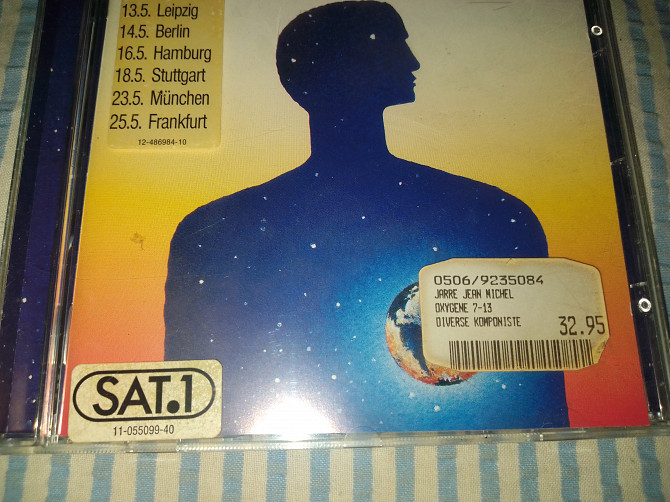 13.5. Leipzig
14.5. Berlin
16.5. Hamburg
18.5. Stuttgart
23.5. München
25.5. Frankfurt
12-486984-10
0506/9235084
JARRE JEAN MICHEL
OXYGENE 7-13
DIVERSE KOMPONISTE
32.95
SAT.1
11-055099-40